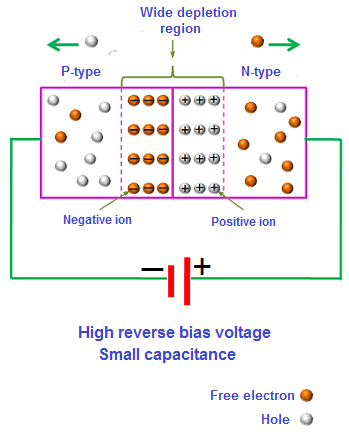 Wide depletion
region
P-type
N-type
Negative ion
Positive ion
− +
High reverse bias voltage
Small capacitance
Free electron
Hole